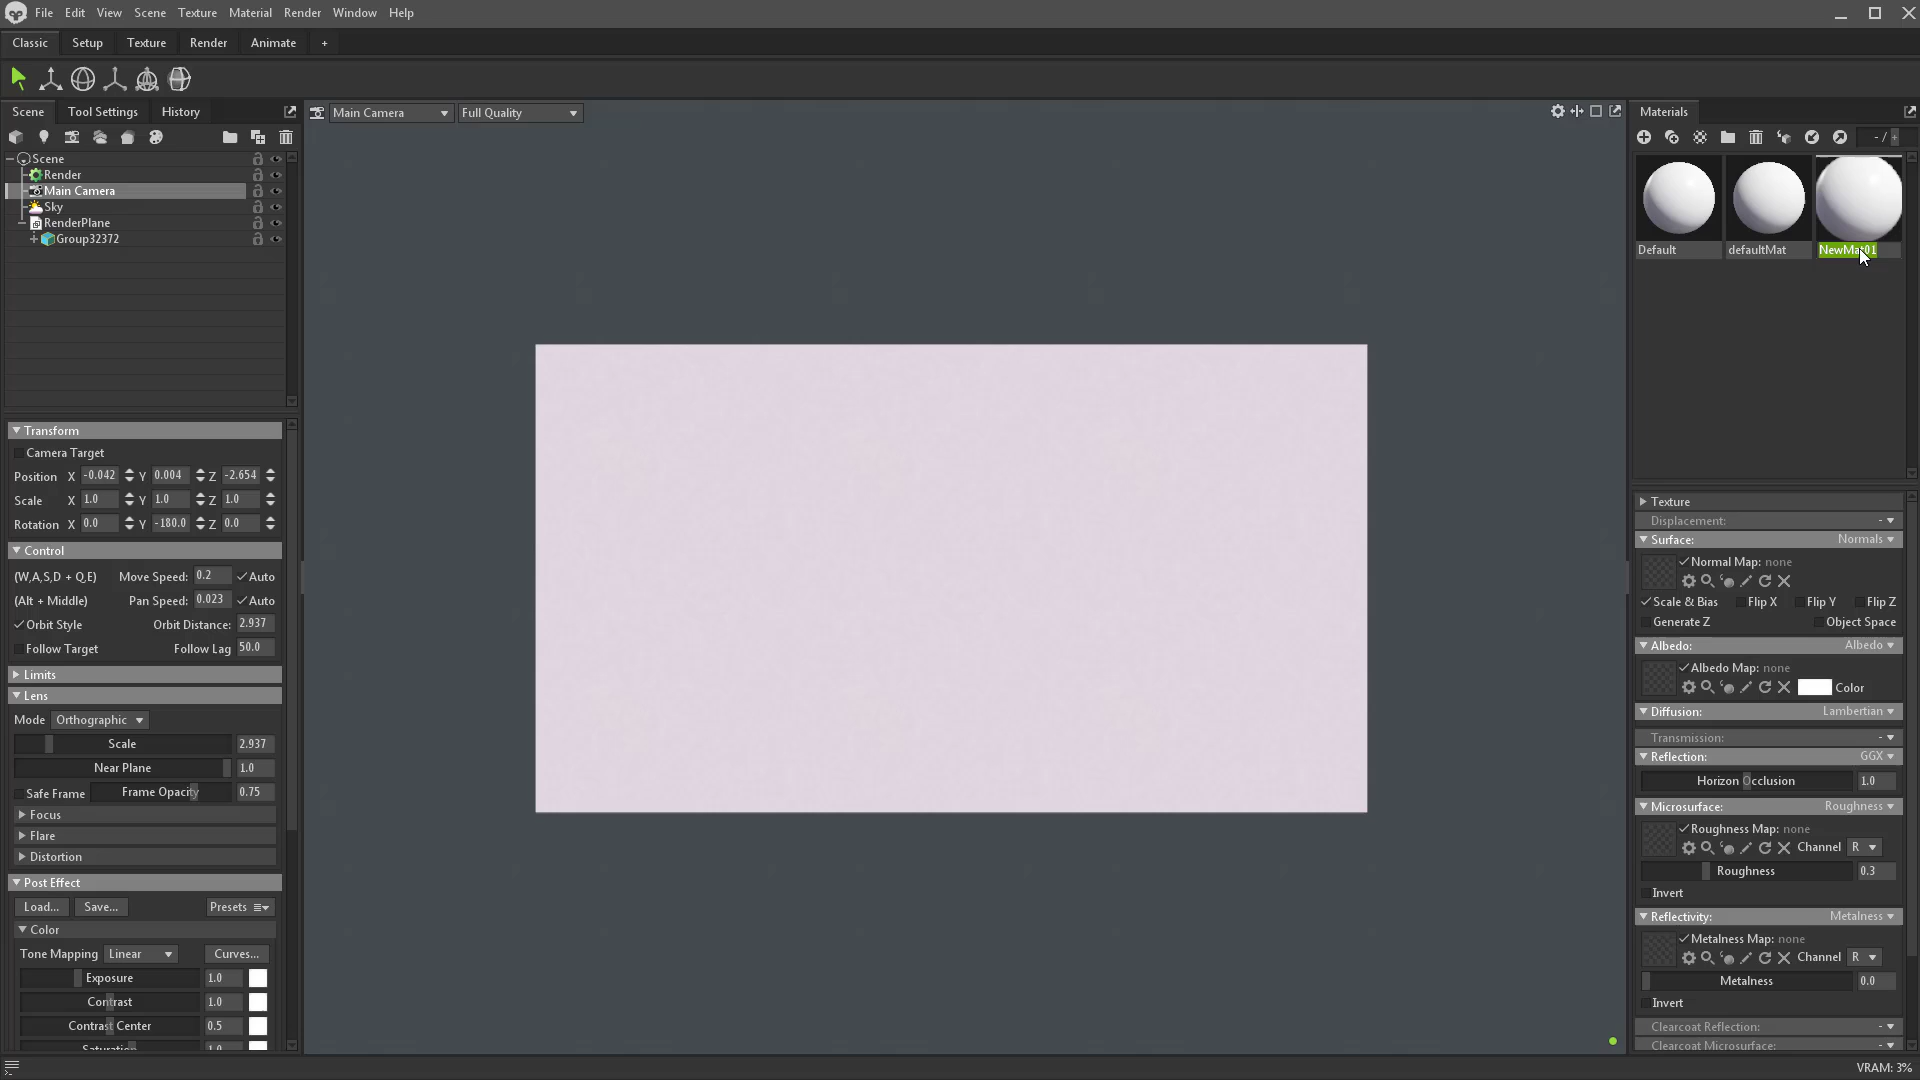 File Edit View Scene Texture Material Render Window Help
Classic Setup Texture Render Animate +
Scene Tool Settings History
Main Camera Full Quality
Materials
- / +
Scene
Render
Main Camera
Sky
RenderPlane
Group32372
Default defaultMat NewMat01
Transform
Camera Target
Position X -0.042 Y 0.004 Z -2.654
Scale X 1.0 Y 1.0 Z 1.0
Rotation X 0.0 Y -180.0 Z 0.0
Control
(W,A,S,D + Q,E) Move Speed: 0.2 Auto
(Alt + Middle) Pan Speed: 0.023 Auto
Orbit Style Orbit Distance: 2.937
Follow Target Follow Lag 50.0
Limits
Lens
Mode Orthographic
Scale 2.937
Near Plane 1.0
Safe Frame Frame Opacity 0.75
Focus
Flare
Distortion
Post Effect
Load... Save... Presets
Color
Tone Mapping Linear Curves...
Exposure 1.0
Contrast 1.0
Contrast Center 0.5
Saturation 1.0
Texture
Displacement: -
Surface: Normals
Normal Map: none
Scale & Bias Flip X Flip Y Flip Z
Generate Z Object Space
Albedo: Albedo
Albedo Map: none
Color
Diffusion: Lambertian
Transmission: -
Reflection: GGX
Horizon Occlusion 1.0
Microsurface: Roughness
Roughness Map: none
Channel R
Roughness 0.3
Invert
Reflectivity: Metalness
Metalness Map: none
Channel R
Metalness 0.0
Invert
Clearcoat Reflection: -
Clearcoat Microsurface: -
VRAM: 3%